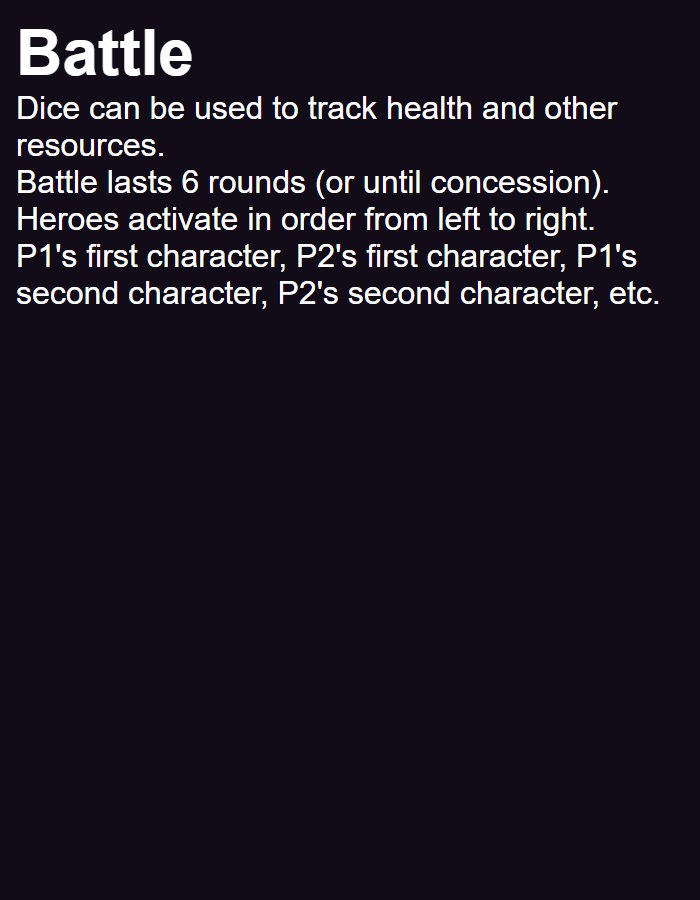 Battle
Dice can be used to track health and other
resources.
Battle lasts 6 rounds (or until concession).
Heroes activate in order from left to right.
P1's first character, P2's first character, P1's
second character, P2's second character, etc.